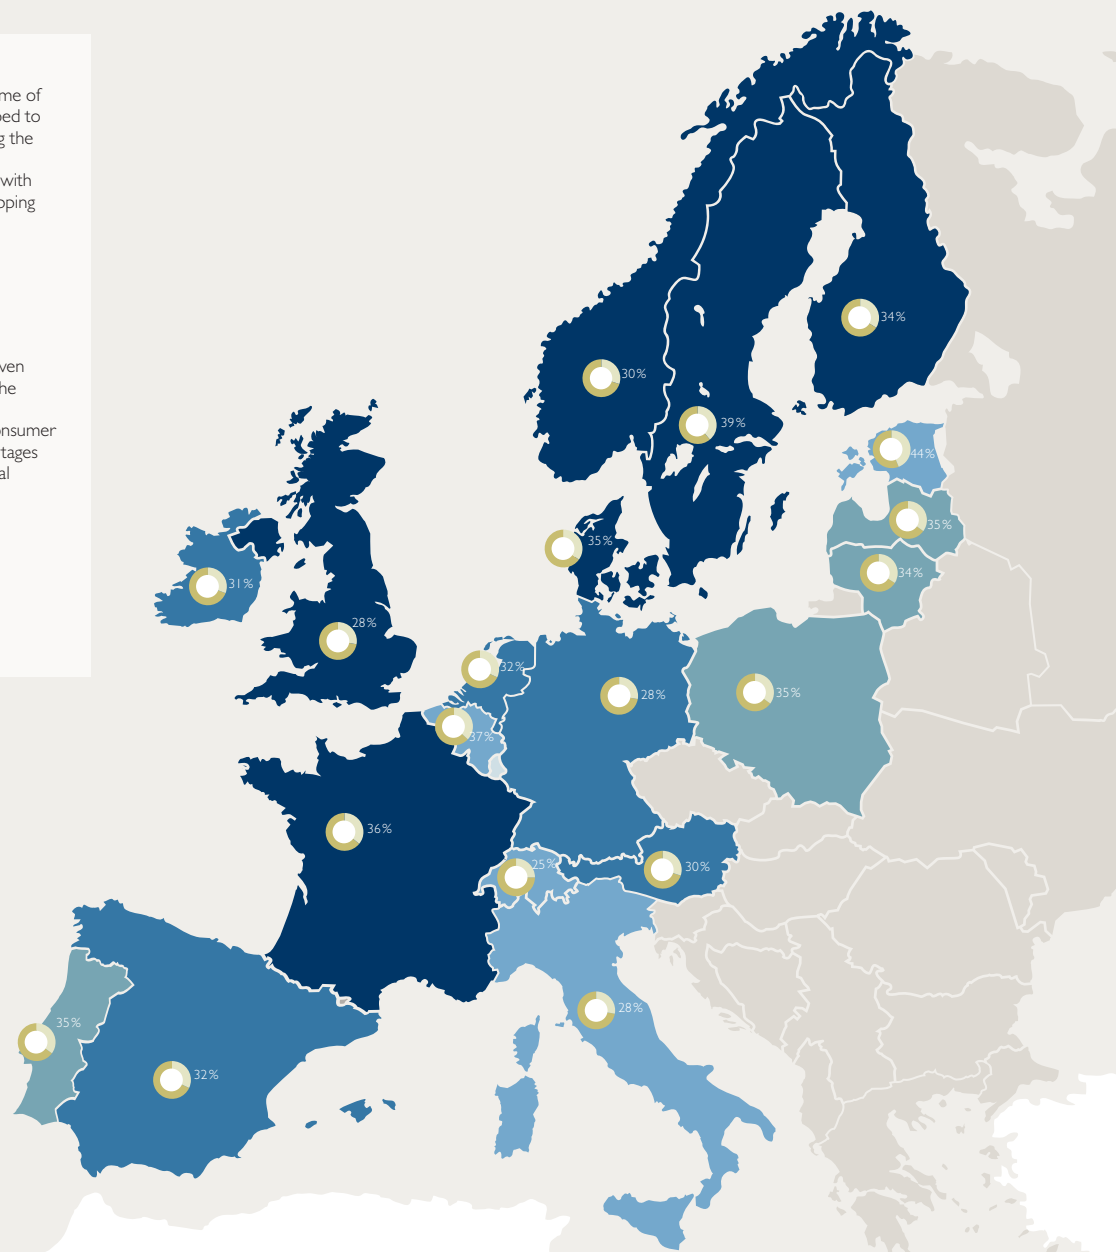 me of
ped to
g the
with
pping
ven
he
onsumer
tages
al
34%
30%
39%
44%
35%
35%
34%
31%
28%
32%
28%
35%
37%
36%
25%
30%
28%
35%
32%